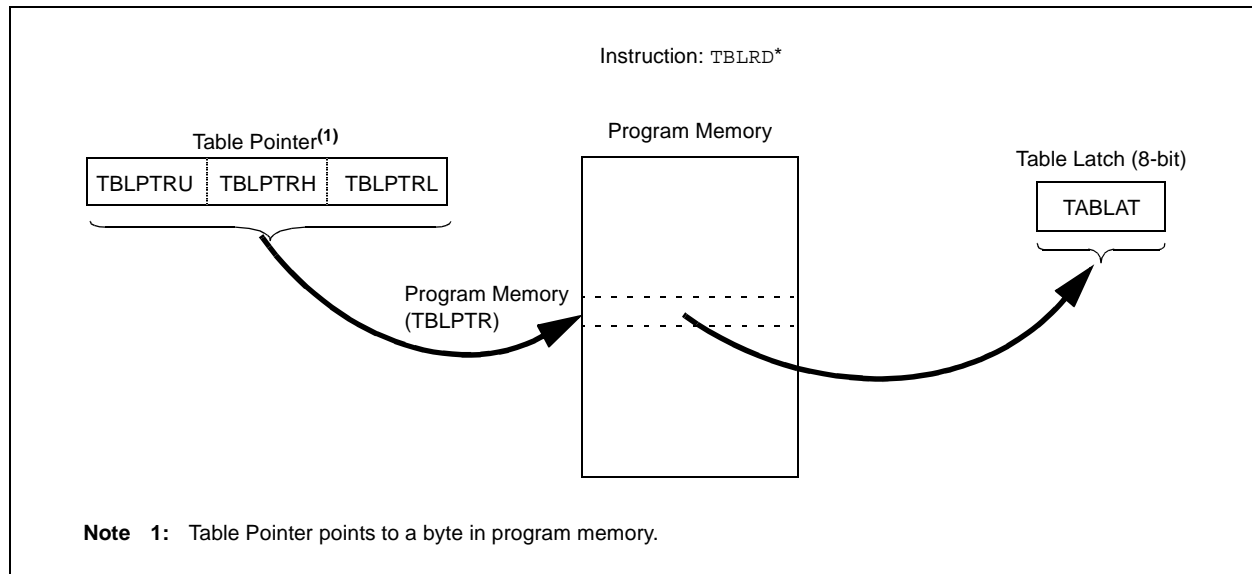 Instruction: TBLRD*
Table Pointer(1)
Program Memory
Table Latch (8-bit)
TBLPTRU TBLPTRH TBLPTRL
TABLAT
Program Memory
(TBLPTR)
Note 1: Table Pointer points to a byte in program memory.